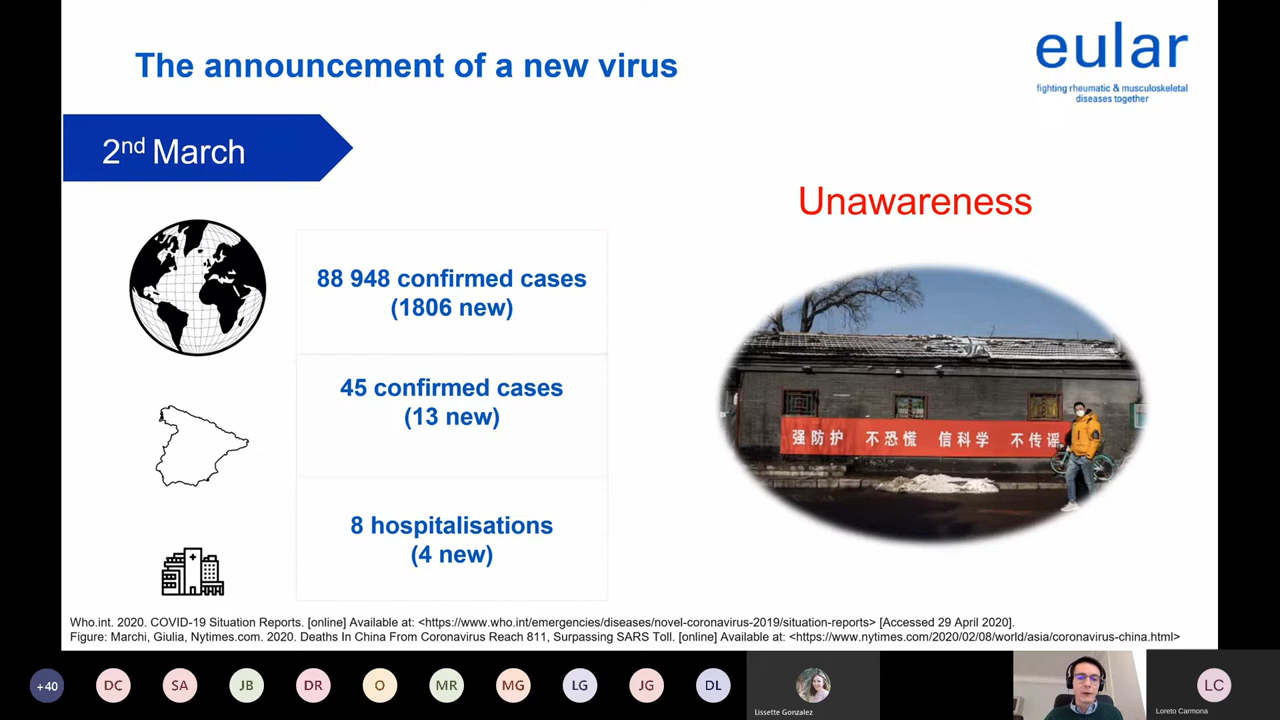 The announcement of a new virus
eular
fighting rheumatic & musculoskeletal
diseases together
2nd March
Unawareness
88 948 confirmed cases
(1806 new)
45 confirmed cases
(13 new)
8 hospitalisations
(4 new)
强防护 不恐慌 信科学 不传谣
Who.int. 2020. COVID-19 Situation Reports. [online] Available at: <https://www.who.int/emergencies/diseases/novel-coronavirus-2019/situation-reports> [Accessed 29 April 2020].
Figure: Marchi, Giulia, Nytimes.com. 2020. Deaths In China From Coronavirus Reach 811, Surpassing SARS Toll. [online] Available at: <https://www.nytimes.com/2020/02/08/world/asia/coronavirus-china.html>
+40 DC SA JB DR O MR MG LG JG DL LC
Lissette Gonzalez
Loreto Carmona